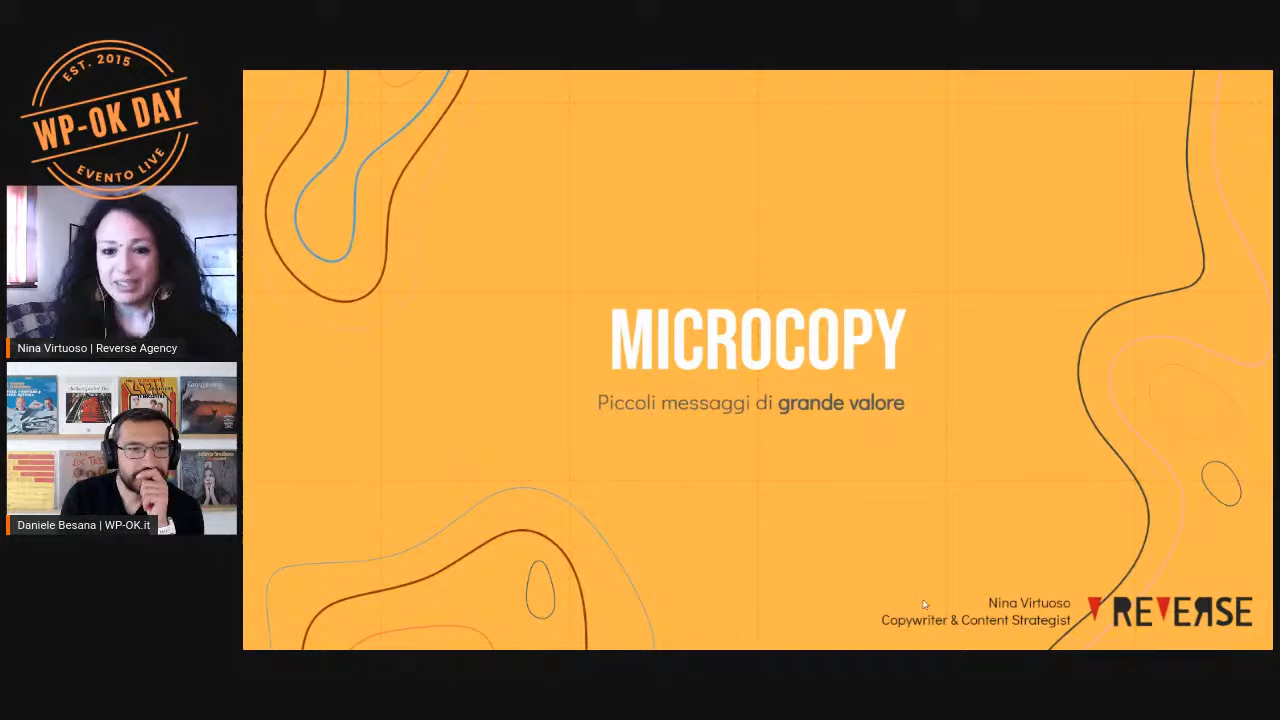 EST. 2015
WP-OK DAY
EVENTO LIVE
Nina Virtuoso | Reverse Agency
Daniele Besana | WP-OK.it
MICROCOPY
Piccoli messaggi di grande valore
Nina Virtuoso
Copywriter & Content Strategist
REVERSE